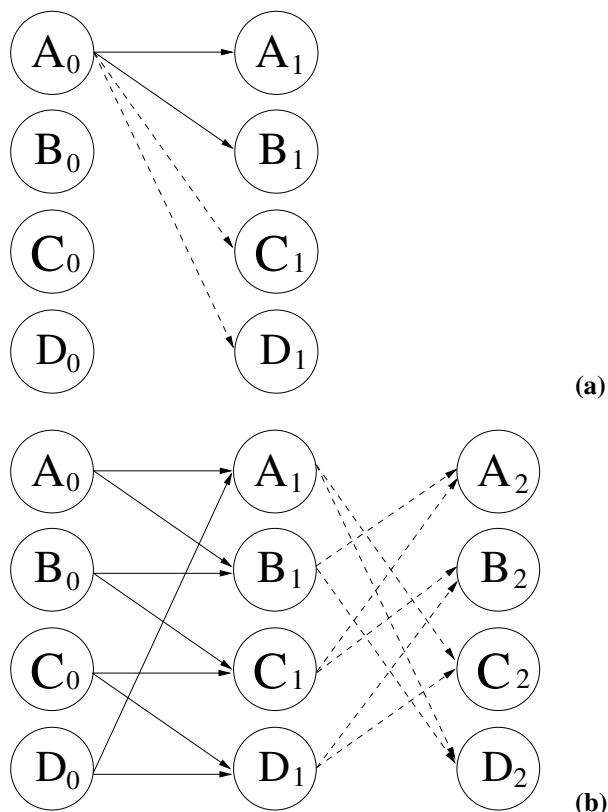 A0 A1
B0 B1
C0 C1
D0 D1
(a)
A0 A1 A2
B0 B1 B2
C0 C1 C2
D0 D1 D2
(b)